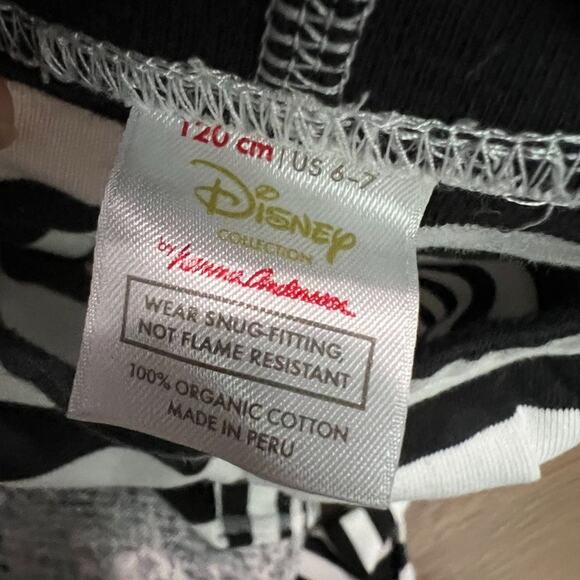 120 cm | US 6-7
Disney
COLLECTION
by Hanna Andersson
WEAR SNUG-FITTING,
NOT FLAME RESISTANT
100% ORGANIC COTTON
MADE IN PERU